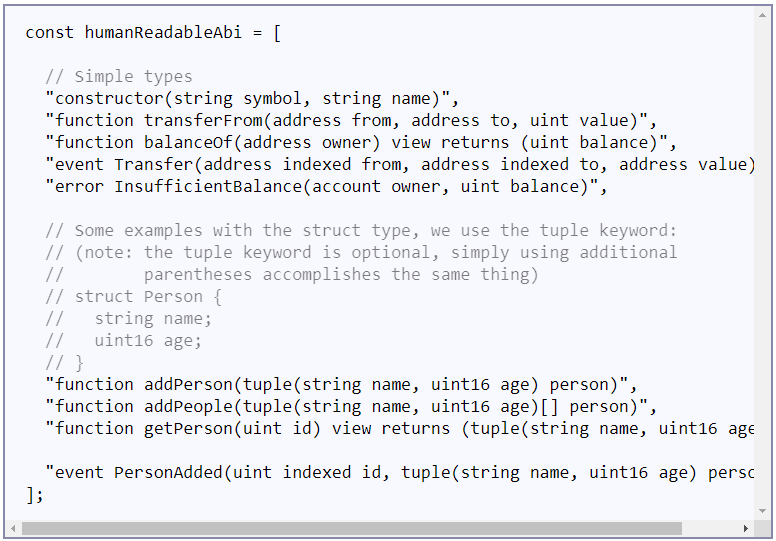 const humanReadableAbi = [
// Simple types
"constructor(string symbol, string name)",
"function transferFrom(address from, address to, uint value)",
"function balanceOf(address owner) view returns (uint balance)",
"event Transfer(address indexed from, address indexed to, address value)
"error InsufficientBalance(account owner, uint balance)",
// Some examples with the struct type, we use the tuple keyword:
// (note: the tuple keyword is optional, simply using additional
//        parentheses accomplishes the same thing)
// struct Person {
//   string name;
//   uint16 age;
// }
"function addPerson(tuple(string name, uint16 age) person)",
"function addPeople(tuple(string name, uint16 age)[] person)",
"function getPerson(uint id) view returns (tuple(string name, uint16 age
"event PersonAdded(uint indexed id, tuple(string name, uint16 age) perso
];